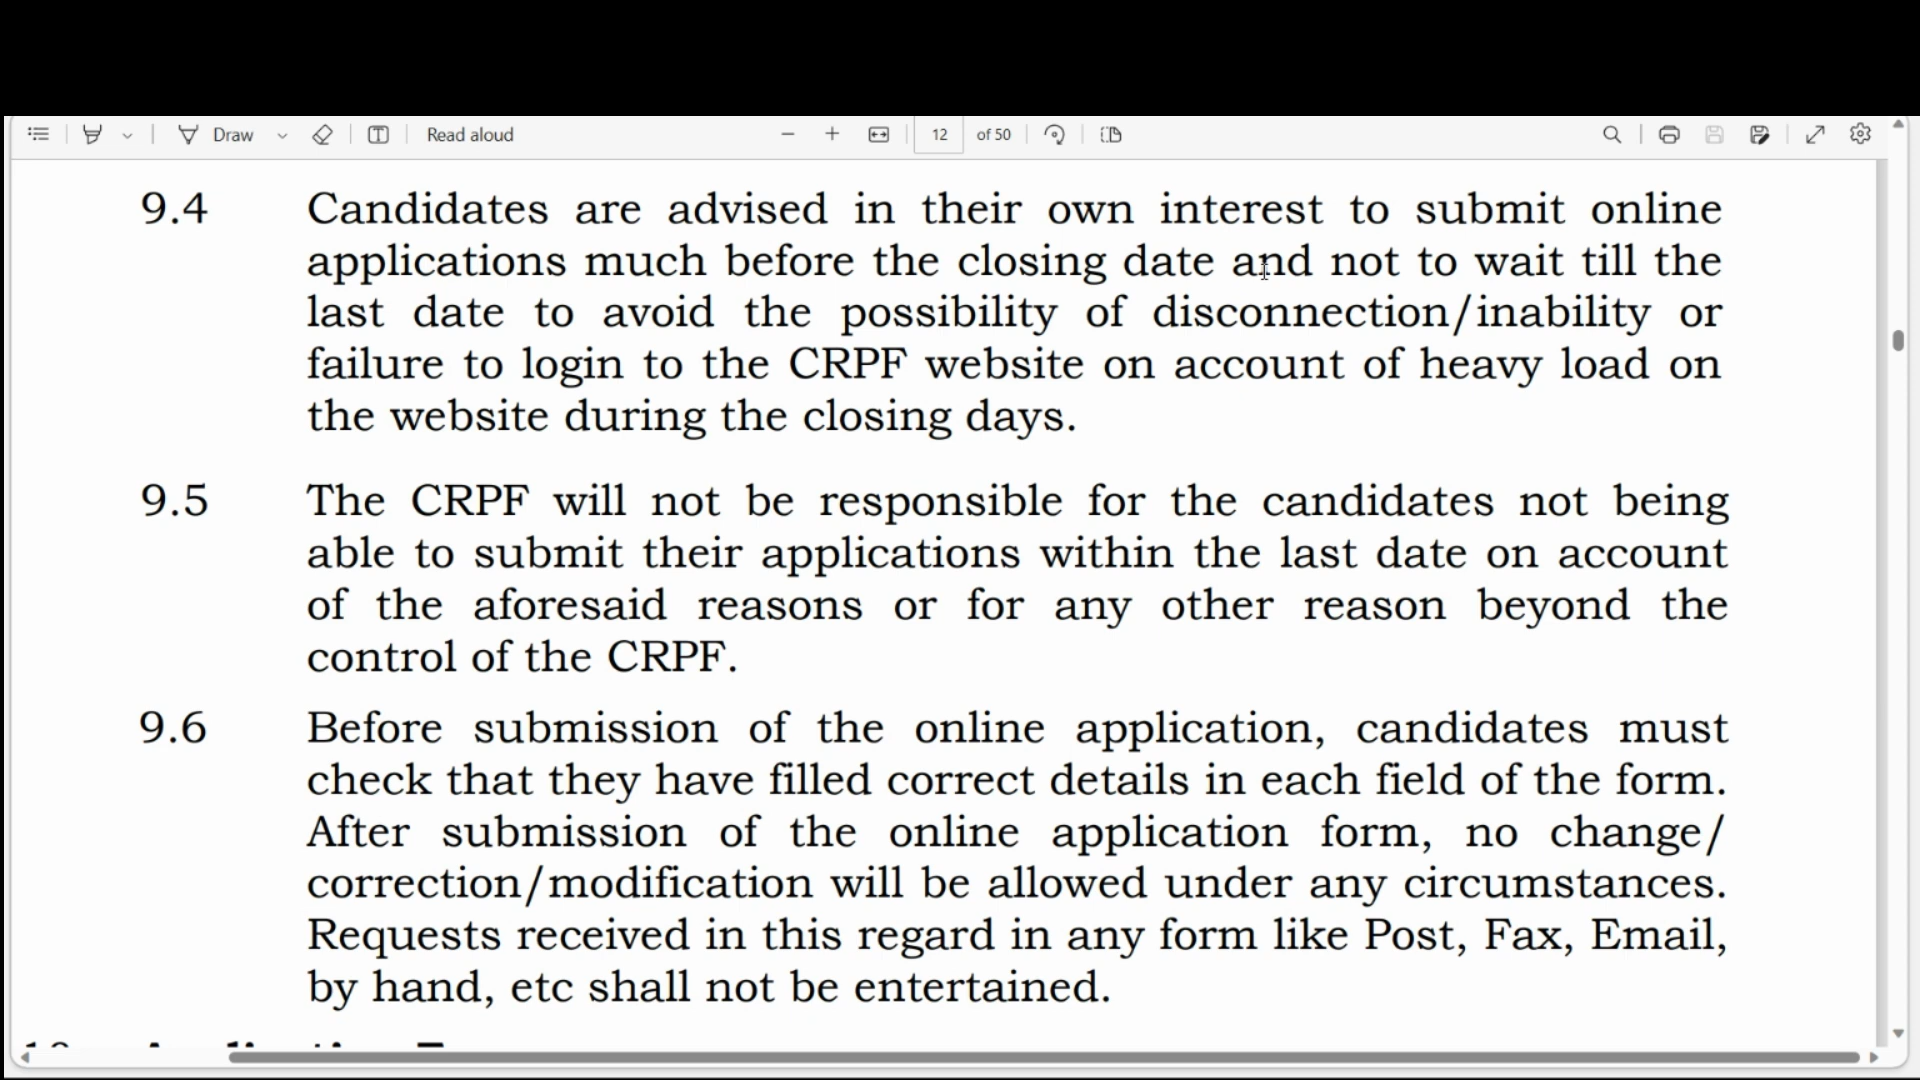 Draw
Read aloud
12 of 50
9.4 Candidates are advised in their own interest to submit online
applications much before the closing date and not to wait till the
last date to avoid the possibility of disconnection/inability or
failure to login to the CRPF website on account of heavy load on
the website during the closing days.
9.5 The CRPF will not be responsible for the candidates not being
able to submit their applications within the last date on account
of the aforesaid reasons or for any other reason beyond the
control of the CRPF.
9.6 Before submission of the online application, candidates must
check that they have filled correct details in each field of the form.
After submission of the online application form, no change/
correction/modification will be allowed under any circumstances.
Requests received in this regard in any form like Post, Fax, Email,
by hand, etc shall not be entertained.